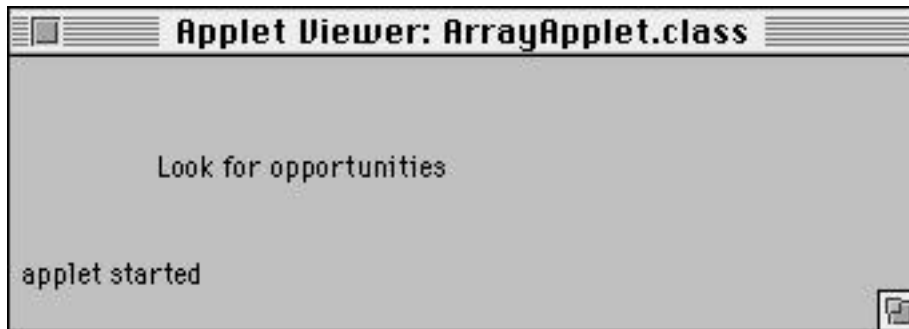 Applet Viewer: ArrayApplet.class
Look for opportunities
applet started